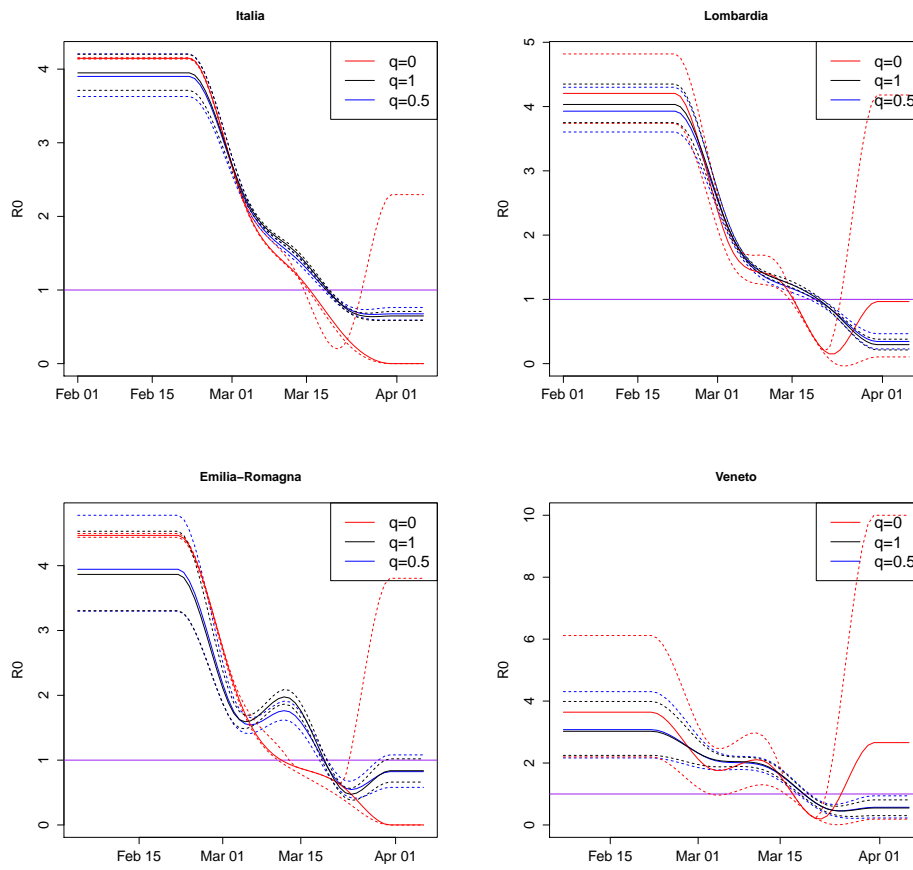 Italia
R0
0
1
2
3
4
Feb 01
Feb 15
Mar 01
Mar 15
Apr 01
q=0
q=1
q=0.5
Lombardia
R0
0
1
2
3
4
5
Feb 01
Feb 15
Mar 01
Mar 15
Apr 01
q=0
q=1
q=0.5
Emilia−Romagna
R0
0
1
2
3
4
Feb 15
Mar 01
Mar 15
Apr 01
q=0
q=1
q=0.5
Veneto
R0
0
2
4
6
8
10
Feb 15
Mar 01
Mar 15
Apr 01
q=0
q=1
q=0.5